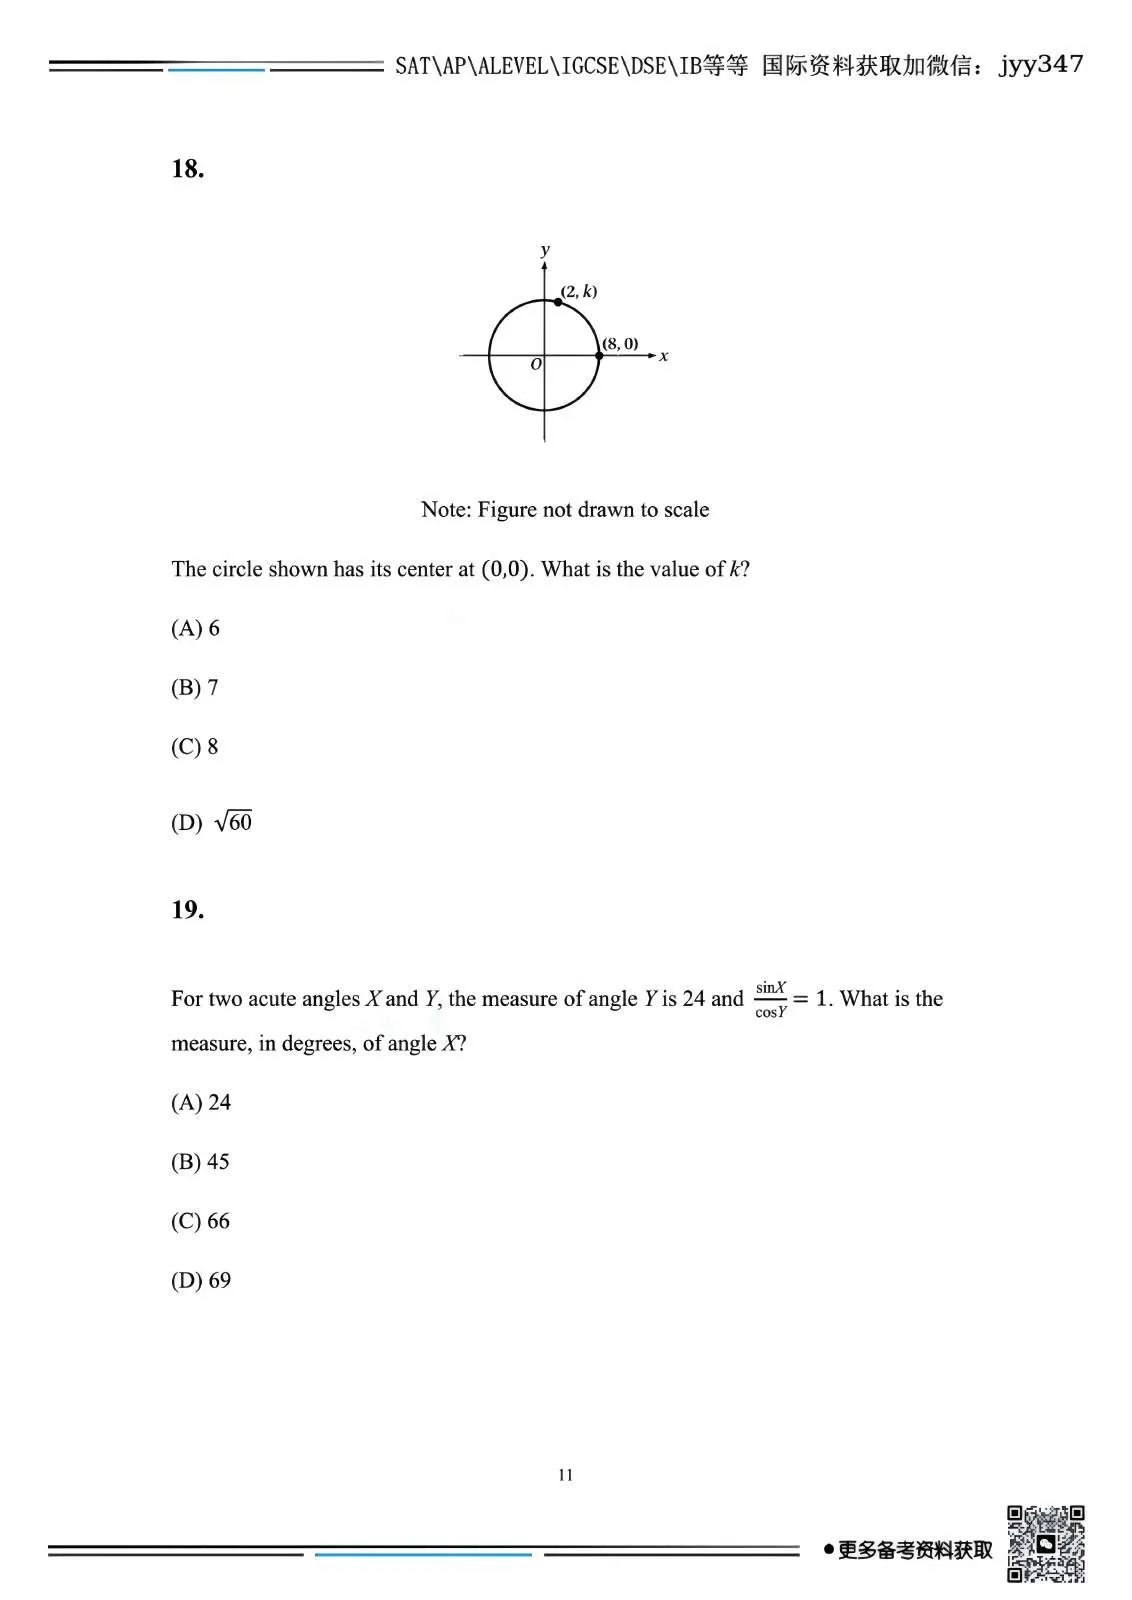 SAT\AP\ALEVEL\IGCSE\DSE\IB等等 国际资料获取加微信：jyy347
18.
y
(2, k)
(8, 0)
x
O
Note: Figure not drawn to scale
The circle shown has its center at (0,0). What is the value of k?
(A) 6
(B) 7
(C) 8
(D) √60
19.
For two acute angles X and Y, the measure of angle Y is 24 and sinX/cosY = 1. What is the
measure, in degrees, of angle X?
(A) 24
(B) 45
(C) 66
(D) 69
11
●更多备考资料获取